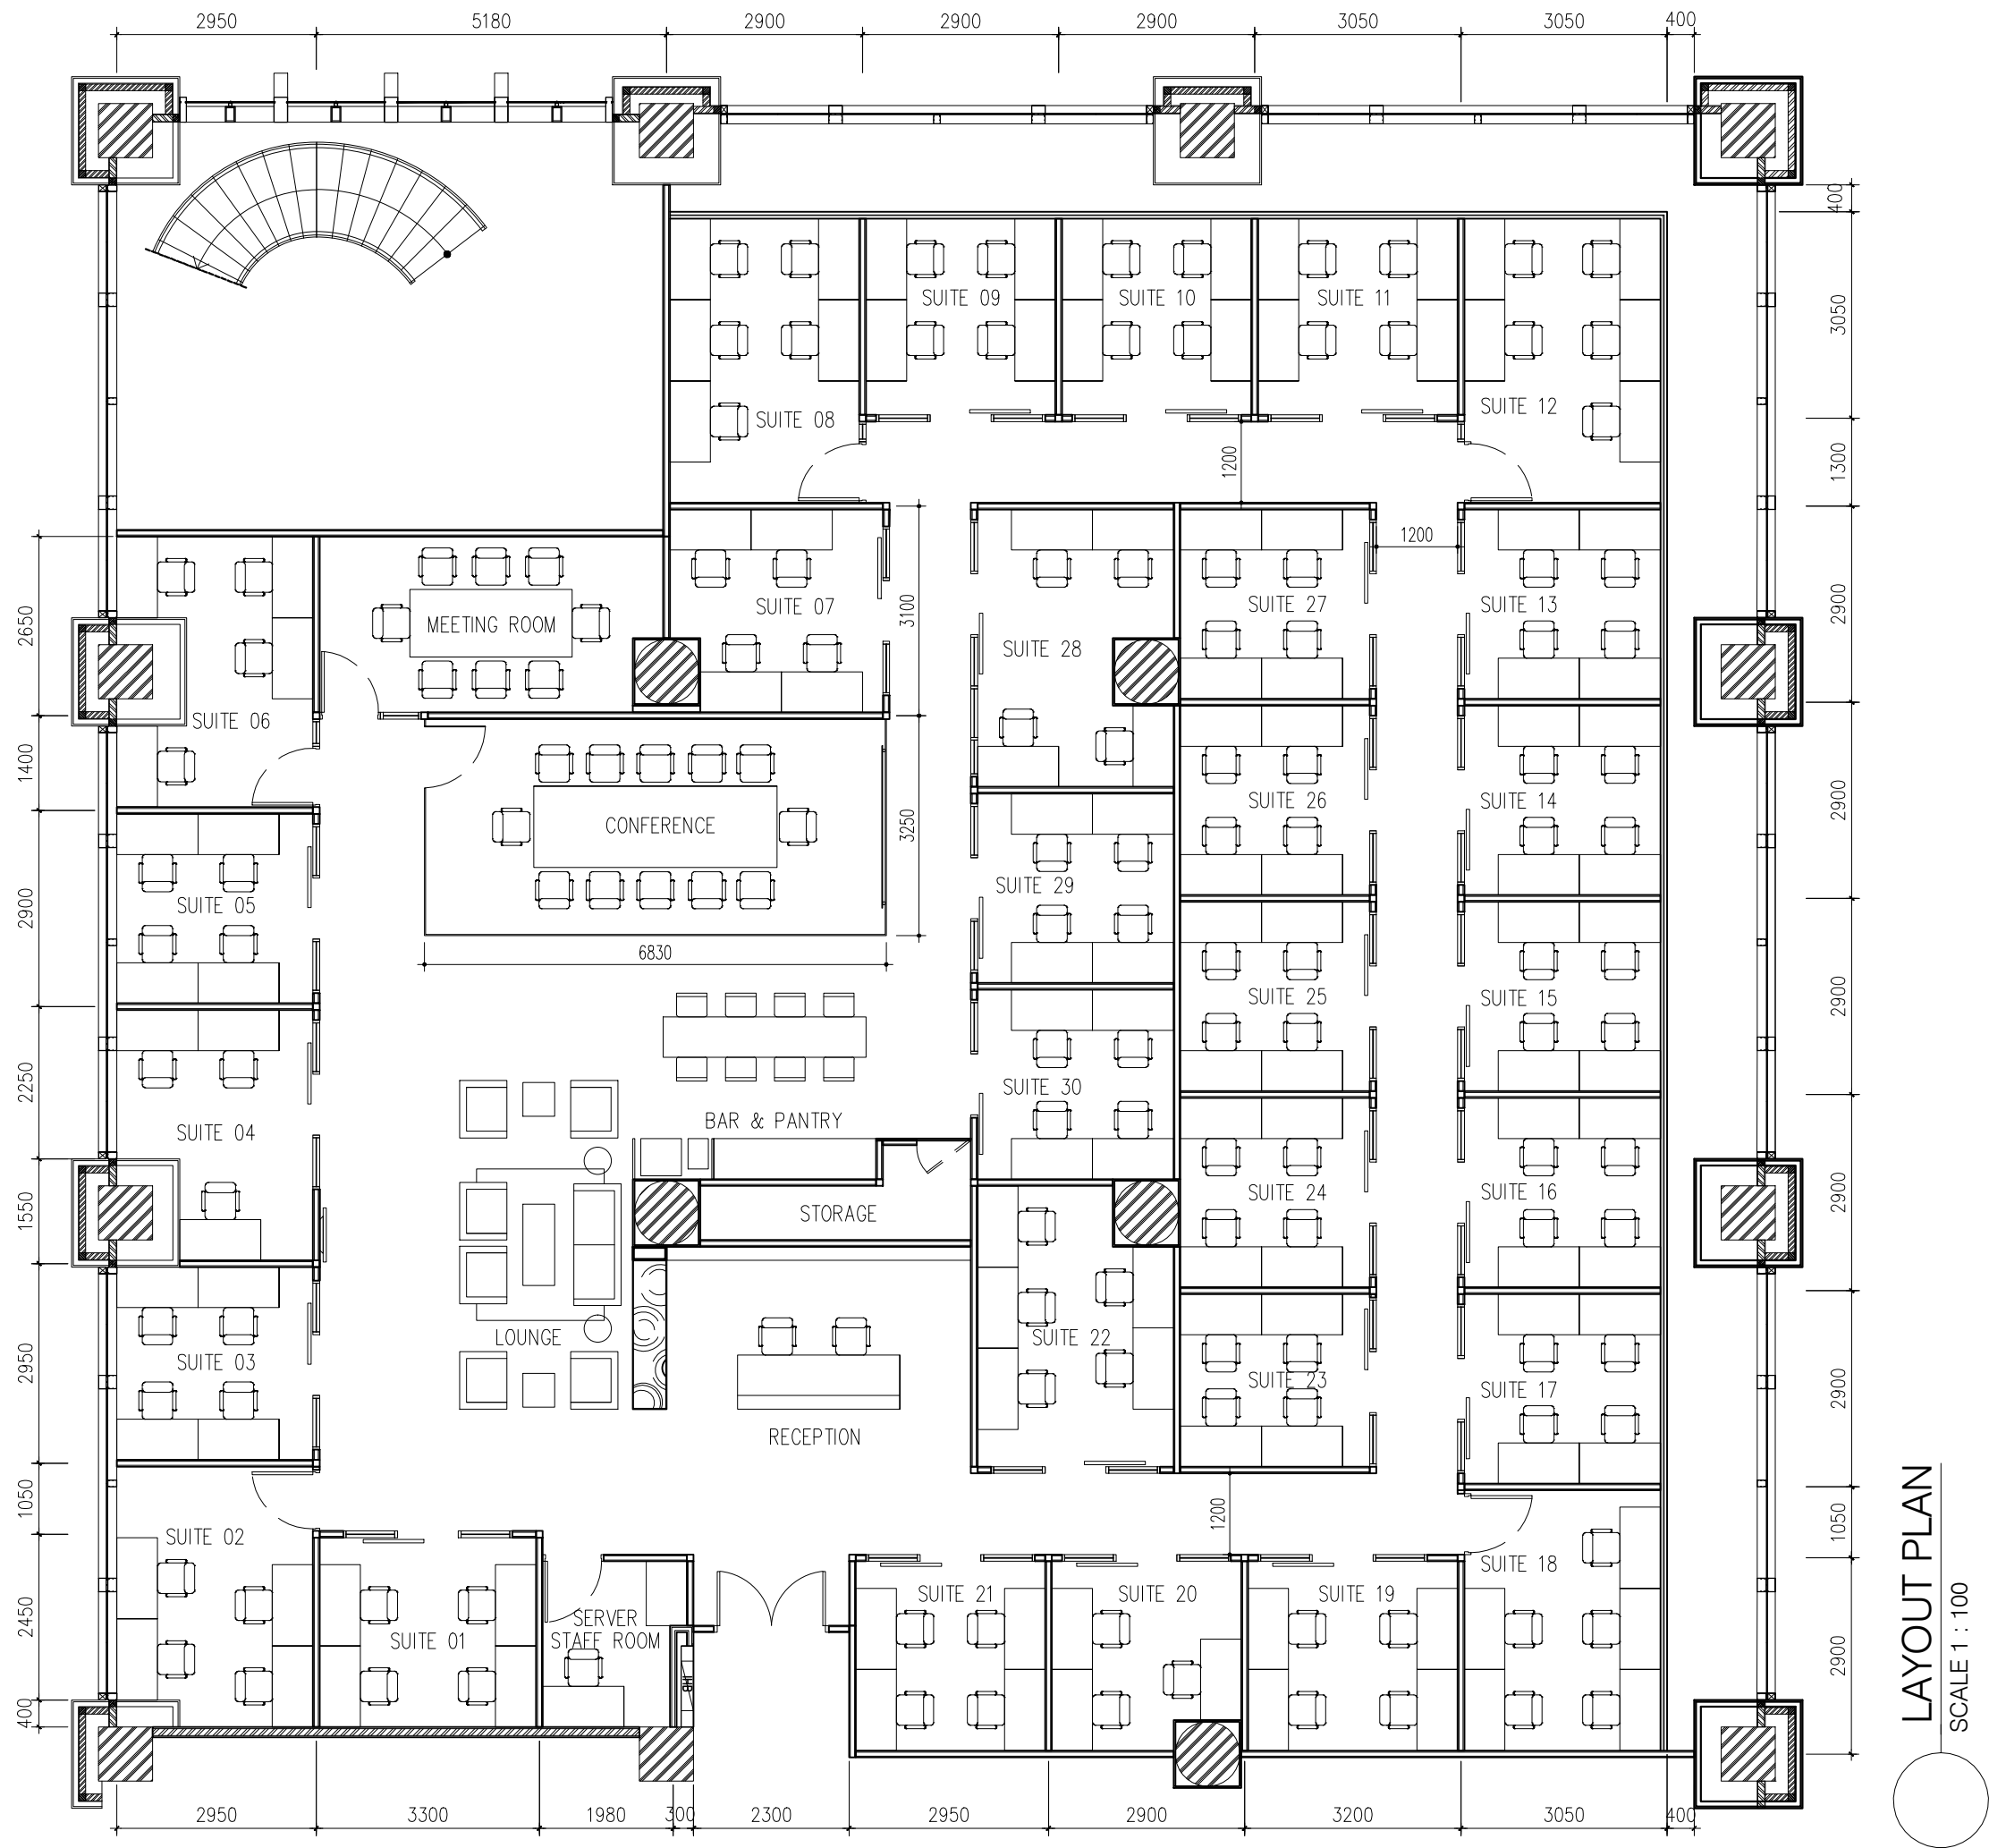 2950 5180 2900 2900 2900 3050 3050 400
400
3050
SUITE 09 SUITE 10 SUITE 11
SUITE 08 SUITE 12
1200
1300
1200
2650
MEETING ROOM
SUITE 07
3100
SUITE 28
SUITE 27
SUITE 13
2900
SUITE 06
1400
CONFERENCE
3250
SUITE 26
SUITE 14
2900
SUITE 29
2900
SUITE 05
6830
SUITE 25
SUITE 15
2900
2250
SUITE 30
SUITE 04
BAR & PANTRY
1550
STORAGE
SUITE 24
SUITE 16
2900
LOUNGE
SUITE 22
2950
SUITE 03
SUITE 23
SUITE 17
2900
RECEPTION
1050
SUITE 02
1200
1050
SUITE 18
2450
SUITE 01
SERVER
STAFF ROOM
SUITE 21
SUITE 20
SUITE 19
2900
400
2950 3300 1980 300 2300 2950 2900 3200 3050 400
LAYOUT PLAN
SCALE 1 : 100